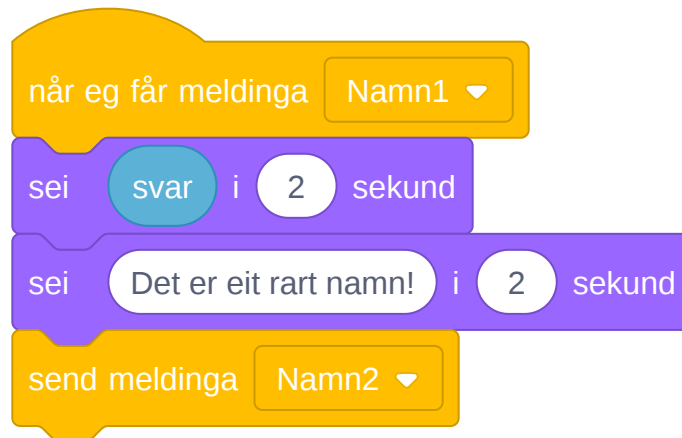 når eg får meldinga Namn1
sei svar i 2 sekund
sei Det er eit rart namn! i 2 sekund
send meldinga Namn2